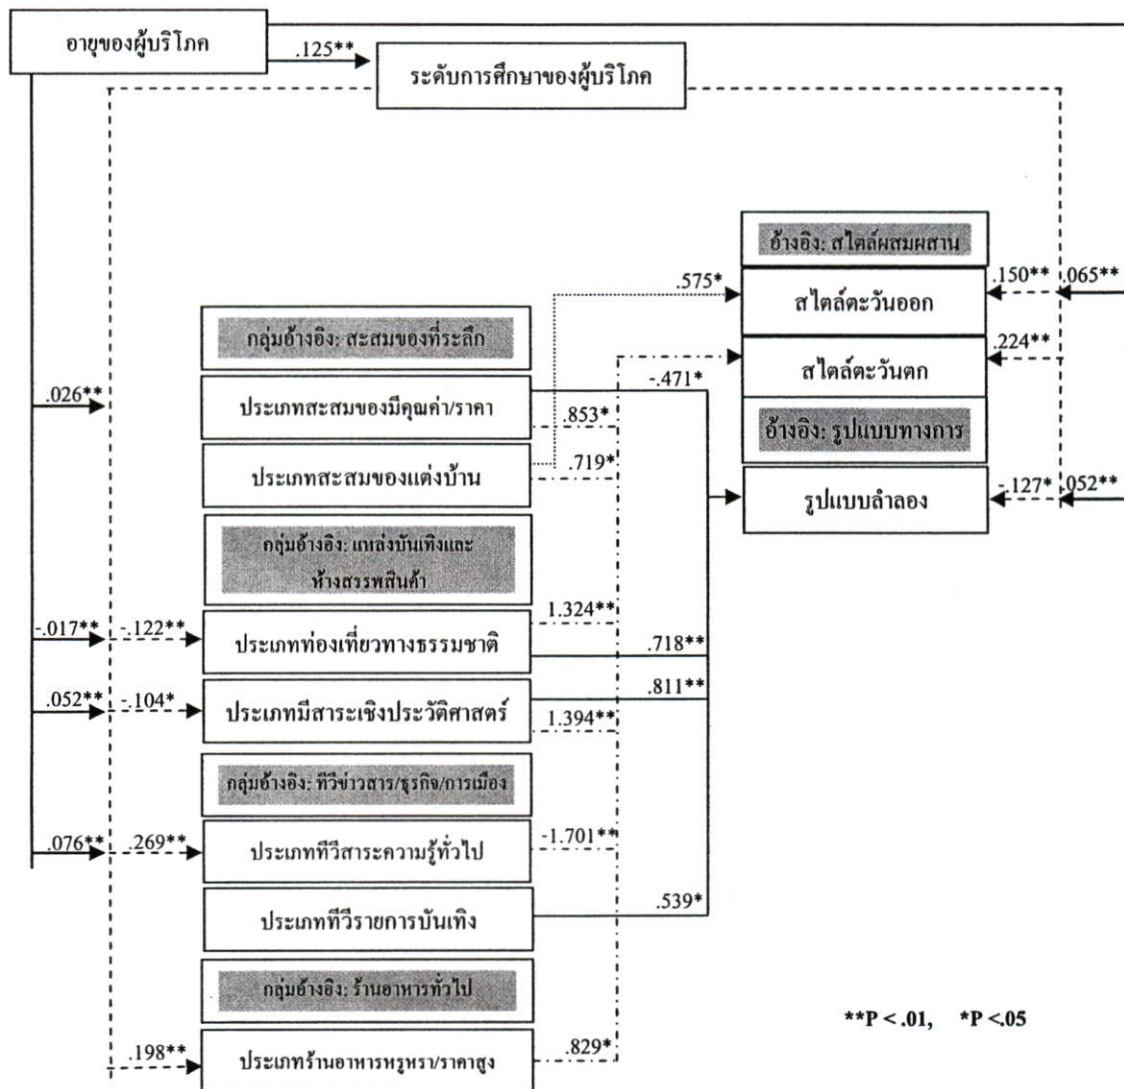 อายุของผู้บริโภค
.125**
ระดับการศึกษาของผู้บริโภค
อ้างอิง: สไตล์ผสมผสาน
.575*
สไตล์ตะวันออก
.150**
.065**
กลุ่มอ้างอิง: สะสมของที่ระลึก
สไตล์ตะวันตก
.224**
.026**
ประเภทสะสมของมีคุณค่า/ราคา
-.471*
.853*
อ้างอิง: รูปแบบทางการ
ประเภทสะสมของแต่งบ้าน
.719*
รูปแบบลำลอง
-.127*
-.052**
กลุ่มอ้างอิง: แหล่งบันเทิงและ
ห้างสรรพสินค้า
-.017**
-.122**
ประเภทท่องเที่ยวทางธรรมชาติ
1.324**
.718**
.052**
-.104*
ประเภทมีสาระเชิงประวัติศาสตร์
.811**
1.394**
กลุ่มอ้างอิง: ทีวีข่าวสาร/ธุรกิจ/การเมือง
.076**
.269**
ประเภททีวีสาระความรู้ทั่วไป
-1.701**
ประเภททีวีรายการบันเทิง
.539*
กลุ่มอ้างอิง: ร้านอาหารทั่วไป
.198**
ประเภทร้านอาหารหรูหรา/ราคาสูง
.829*
**P < .01, *P <.05